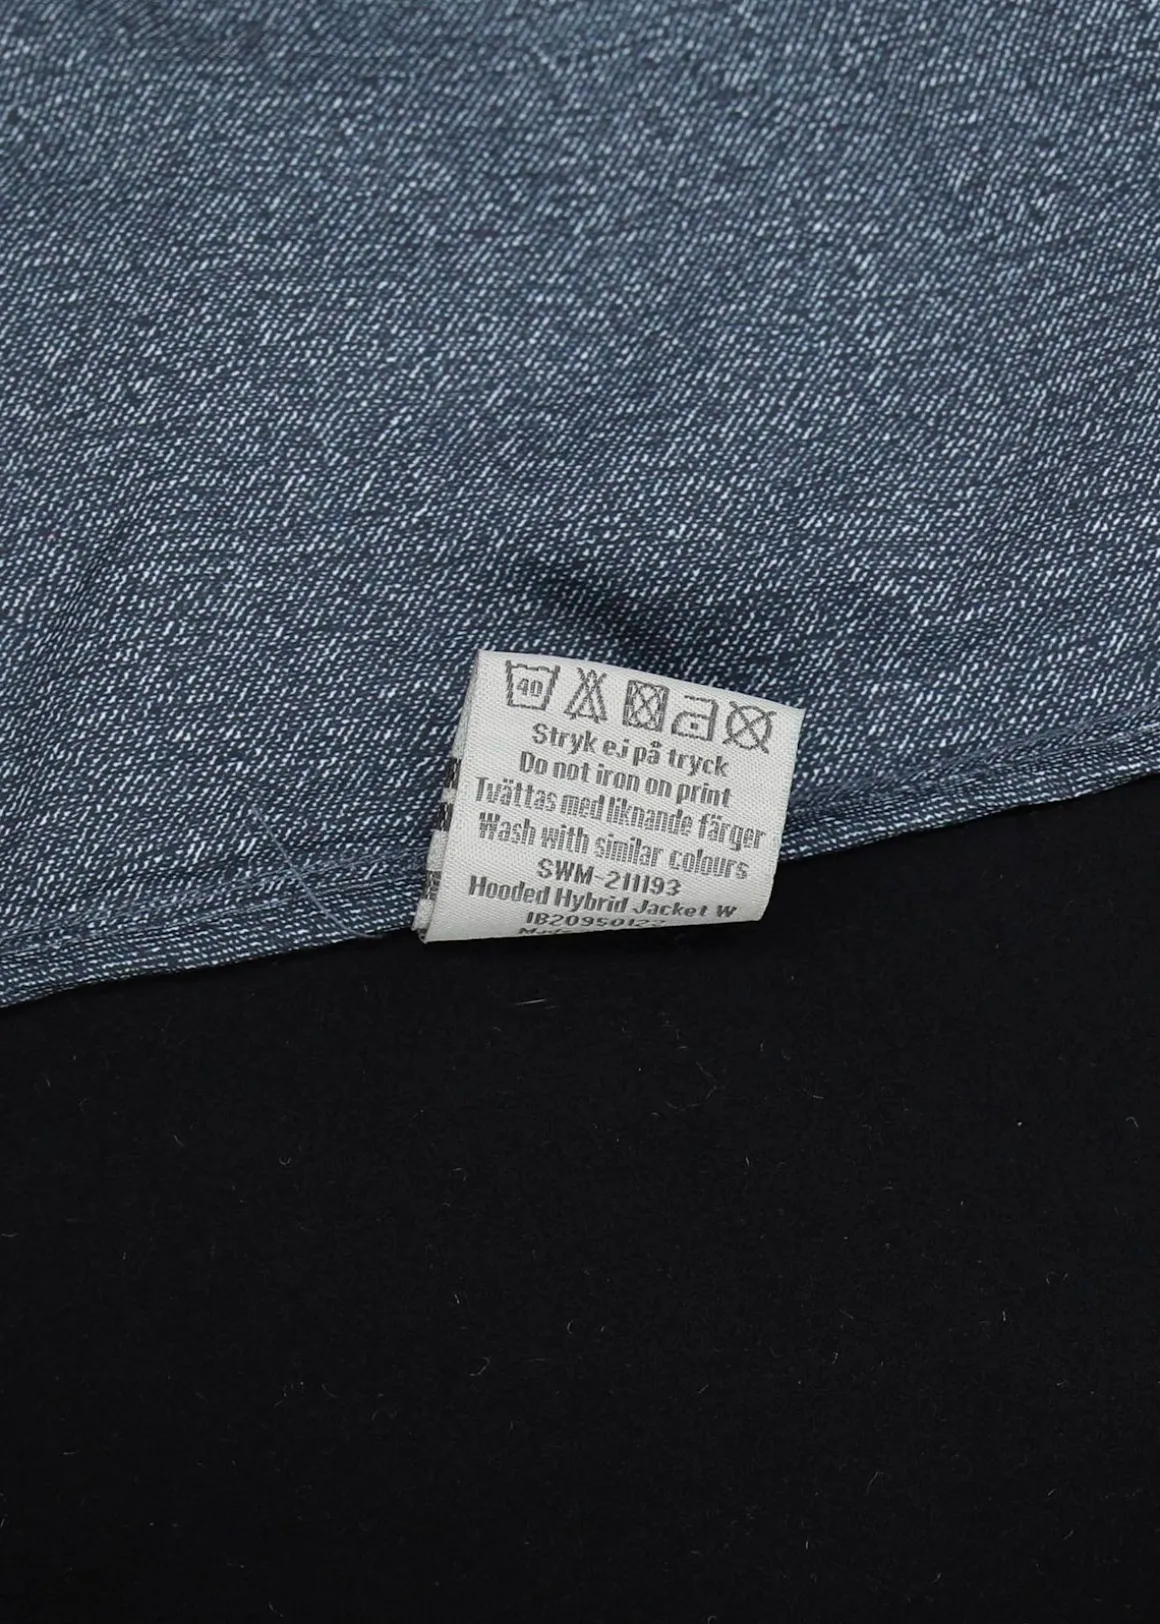 40
Stryk ej på tryck
Do not iron on print
Tvättas med liknande färger
Wash with similar colours
SWM-211193
Hooded Hybrid Jacket W